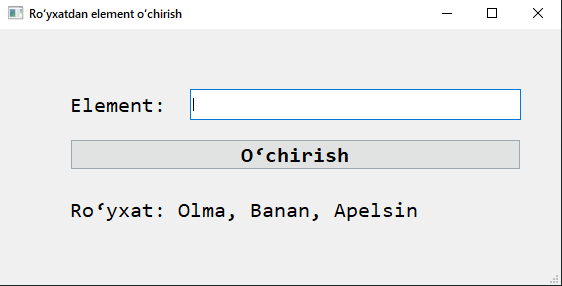 Ro‘yxatdan element o‘chirish
Element:
O‘chirish
Ro‘yxat: Olma, Banan, Apelsin